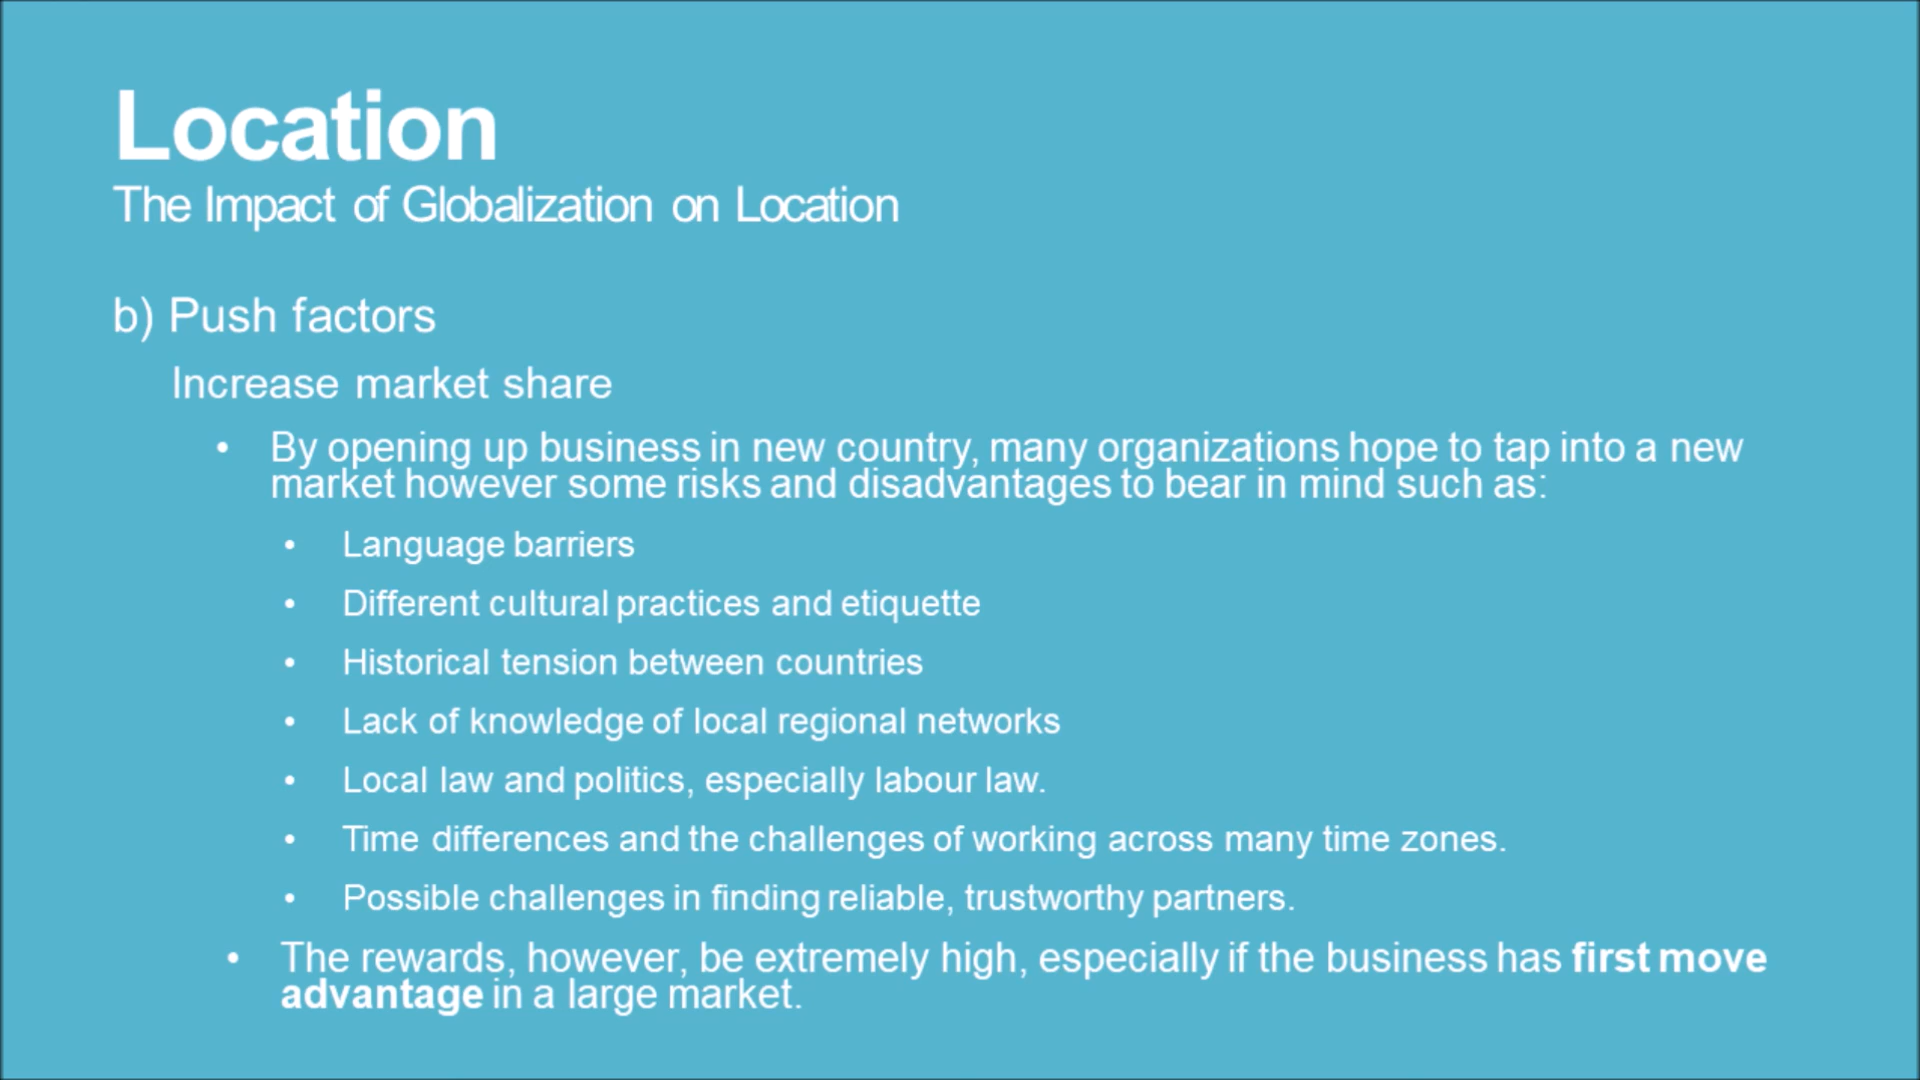 Location
The Impact of Globalization on Location
b) Push factors
Increase market share
• By opening up business in new country, many organizations hope to tap into a new
market however some risks and disadvantages to bear in mind such as:
• Language barriers
• Different cultural practices and etiquette
• Historical tension between countries
• Lack of knowledge of local regional networks
• Local law and politics, especially labour law.
• Time differences and the challenges of working across many time zones.
• Possible challenges in finding reliable, trustworthy partners.
• The rewards, however, be extremely high, especially if the business has first move
advantage in a large market.